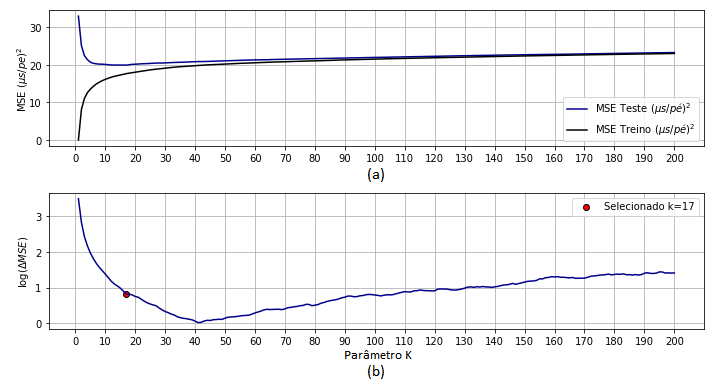 MSE (μs/pe)²
30
20
10
0
MSE Teste (μs/pé)²
MSE Treino (μs/pé)²
0 10 20 30 40 50 60 70 80 90 100 110 120 130 140 150 160 170 180 190 200
(a)
log(ΔMSE)
3
2
1
0
Selecionado k=17
0 10 20 30 40 50 60 70 80 90 100 110 120 130 140 150 160 170 180 190 200
Parâmetro K
(b)